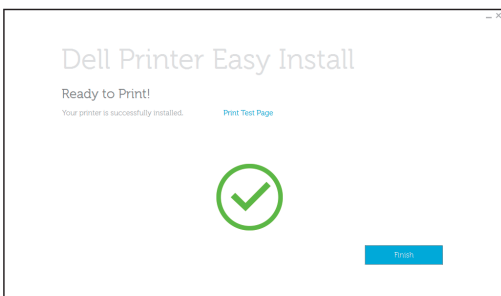 Dell Printer Easy Install
Ready to Print!
Your printer is successfully installed. Print Test Page
Finish